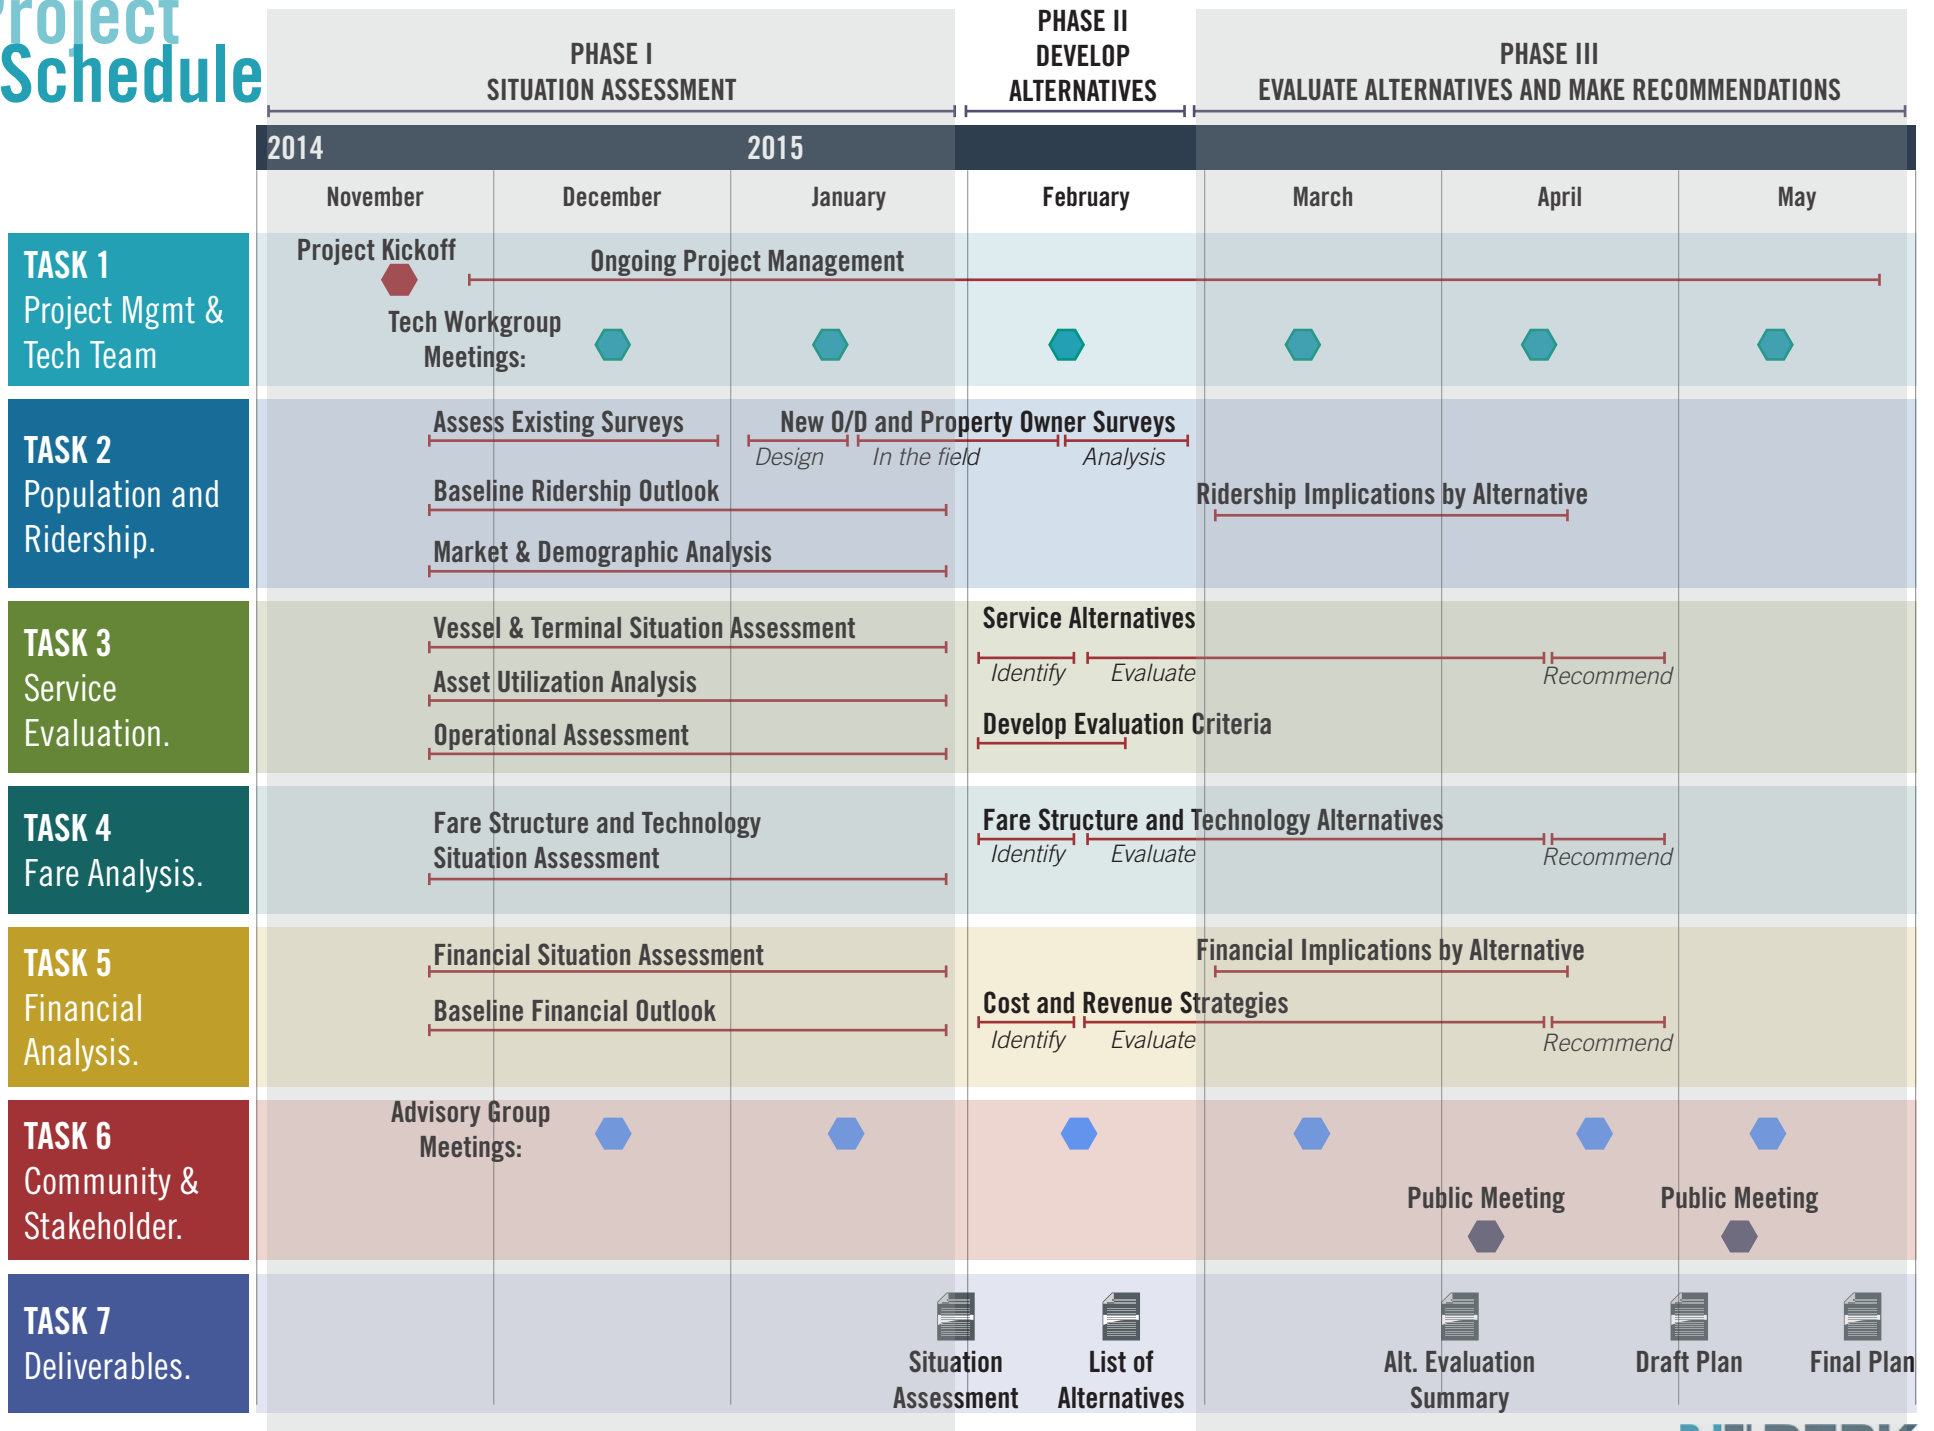 Project
Schedule
PHASE I
SITUATION ASSESSMENT
PHASE II
DEVELOP
ALTERNATIVES
PHASE III
EVALUATE ALTERNATIVES AND MAKE RECOMMENDATIONS
2014 2015
November December January February March April May
TASK 1
Project Mgmt &
Tech Team
Project Kickoff
Ongoing Project Management
Tech Workgroup
Meetings:
TASK 2
Population and
Ridership.
Assess Existing Surveys
New O/D and Property Owner Surveys
Design In the field Analysis
Baseline Ridership Outlook
Ridership Implications by Alternative
Market & Demographic Analysis
TASK 3
Service
Evaluation.
Vessel & Terminal Situation Assessment
Service Alternatives
Identify Evaluate Recommend
Asset Utilization Analysis
Operational Assessment
Develop Evaluation Criteria
TASK 4
Fare Analysis.
Fare Structure and Technology
Situation Assessment
Fare Structure and Technology Alternatives
Identify Evaluate Recommend
TASK 5
Financial
Analysis.
Financial Situation Assessment
Financial Implications by Alternative
Baseline Financial Outlook
Cost and Revenue Strategies
Identify Evaluate Recommend
TASK 6
Community &
Stakeholder.
Advisory Group
Meetings:
Public Meeting Public Meeting
TASK 7
Deliverables.
Situation
Assessment
List of
Alternatives
Alt. Evaluation
Summary
Draft Plan
Final Plan